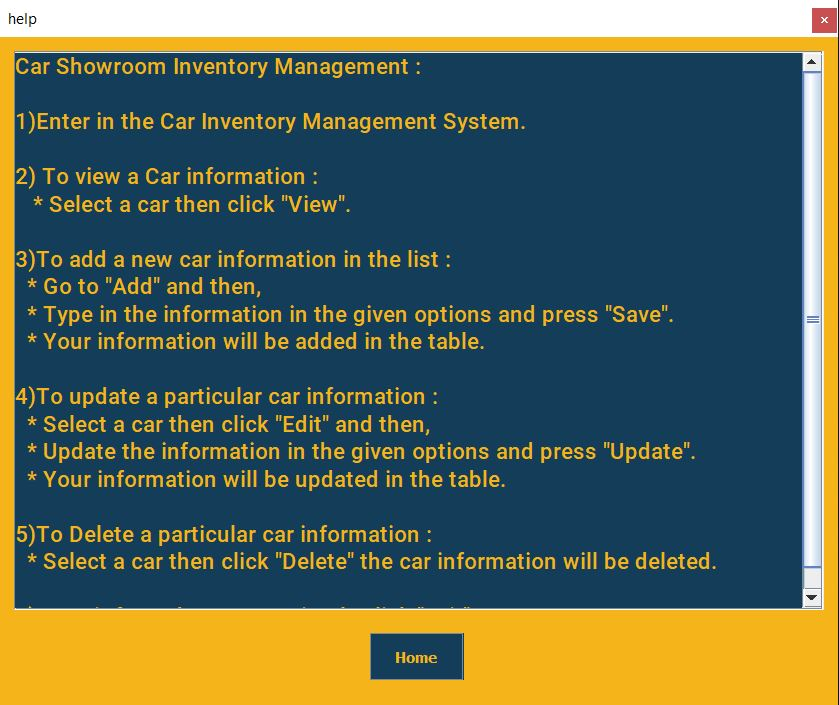 help
Car Showroom Inventory Management :
1)Enter in the Car Inventory Management System.
2) To view a Car information :
* Select a car then click "View".
3)To add a new car information in the list :
* Go to "Add" and then,
* Type in the information in the given options and press "Save".
* Your information will be added in the table.
4)To update a particular car information :
* Select a car then click "Edit" and then,
* Update the information in the given options and press "Update".
* Your information will be updated in the table.
5)To Delete a particular car information :
* Select a car then click "Delete" the car information will be deleted.
Home